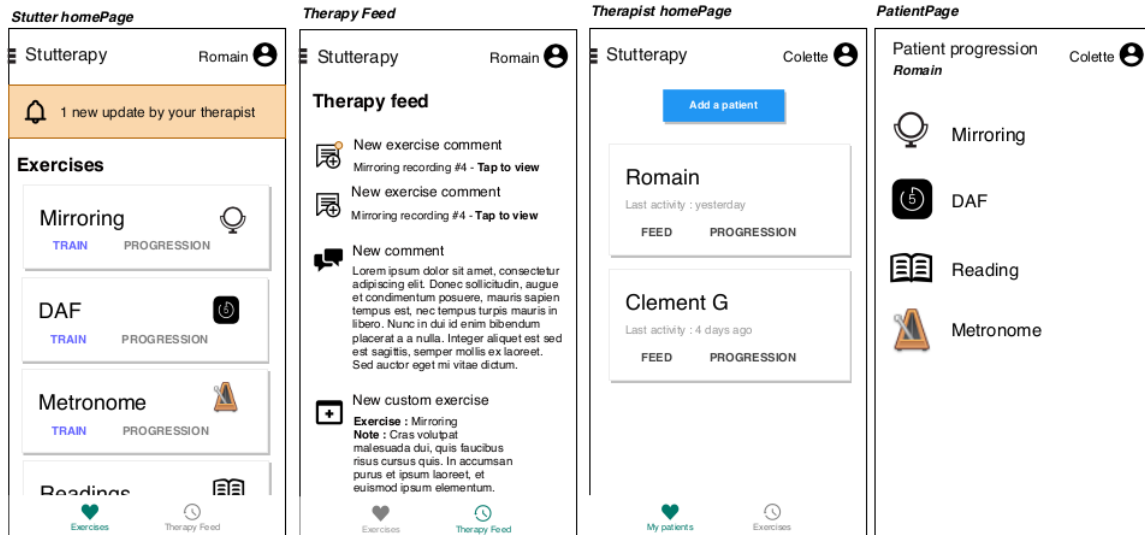 Stutter homePage
Stutterapy
Romain
1 new update by your therapist
Exercises
Mirroring
TRAIN PROGRESSION
DAF
5
TRAIN PROGRESSION
Metronome
TRAIN PROGRESSION
Readings
Exercises Therapy Feed
Therapy Feed
Stutterapy
Romain
Therapy feed
New exercise comment
Mirroring recording #4 - Tap to view
New exercise comment
Mirroring recording #4 - Tap to view
New comment
Lorem ipsum dolor sit amet, consectetur
adipiscing elit. Donec sollicitudin, augue
et condimentum posuere, mauris sapien
tempus est, nec tempus turpis mauris in
libero. Nunc in dui id enim bibendum
placerat a a nulla. Integer aliquet est sed
est sagittis, semper mollis ex laoreet.
Sed auctor eget mi vitae dictum.
New custom exercise
Exercise : Mirroring
Note : Cras volutpat
malesuada dui, quis faucibus
risus cursus quis. In accumsan
purus et ipsum laoreet, et
euismod ipsum elementum.
Exercises Therapy Feed
Therapist homePage
Stutterapy
Colette
Add a patient
Romain
Last activity : yesterday
FEED PROGRESSION
Clement G
Last activity : 4 days ago
FEED PROGRESSION
My patients Exercises
PatientPage
Patient progression
Romain
Colette
Mirroring
5
DAF
Reading
Metronome